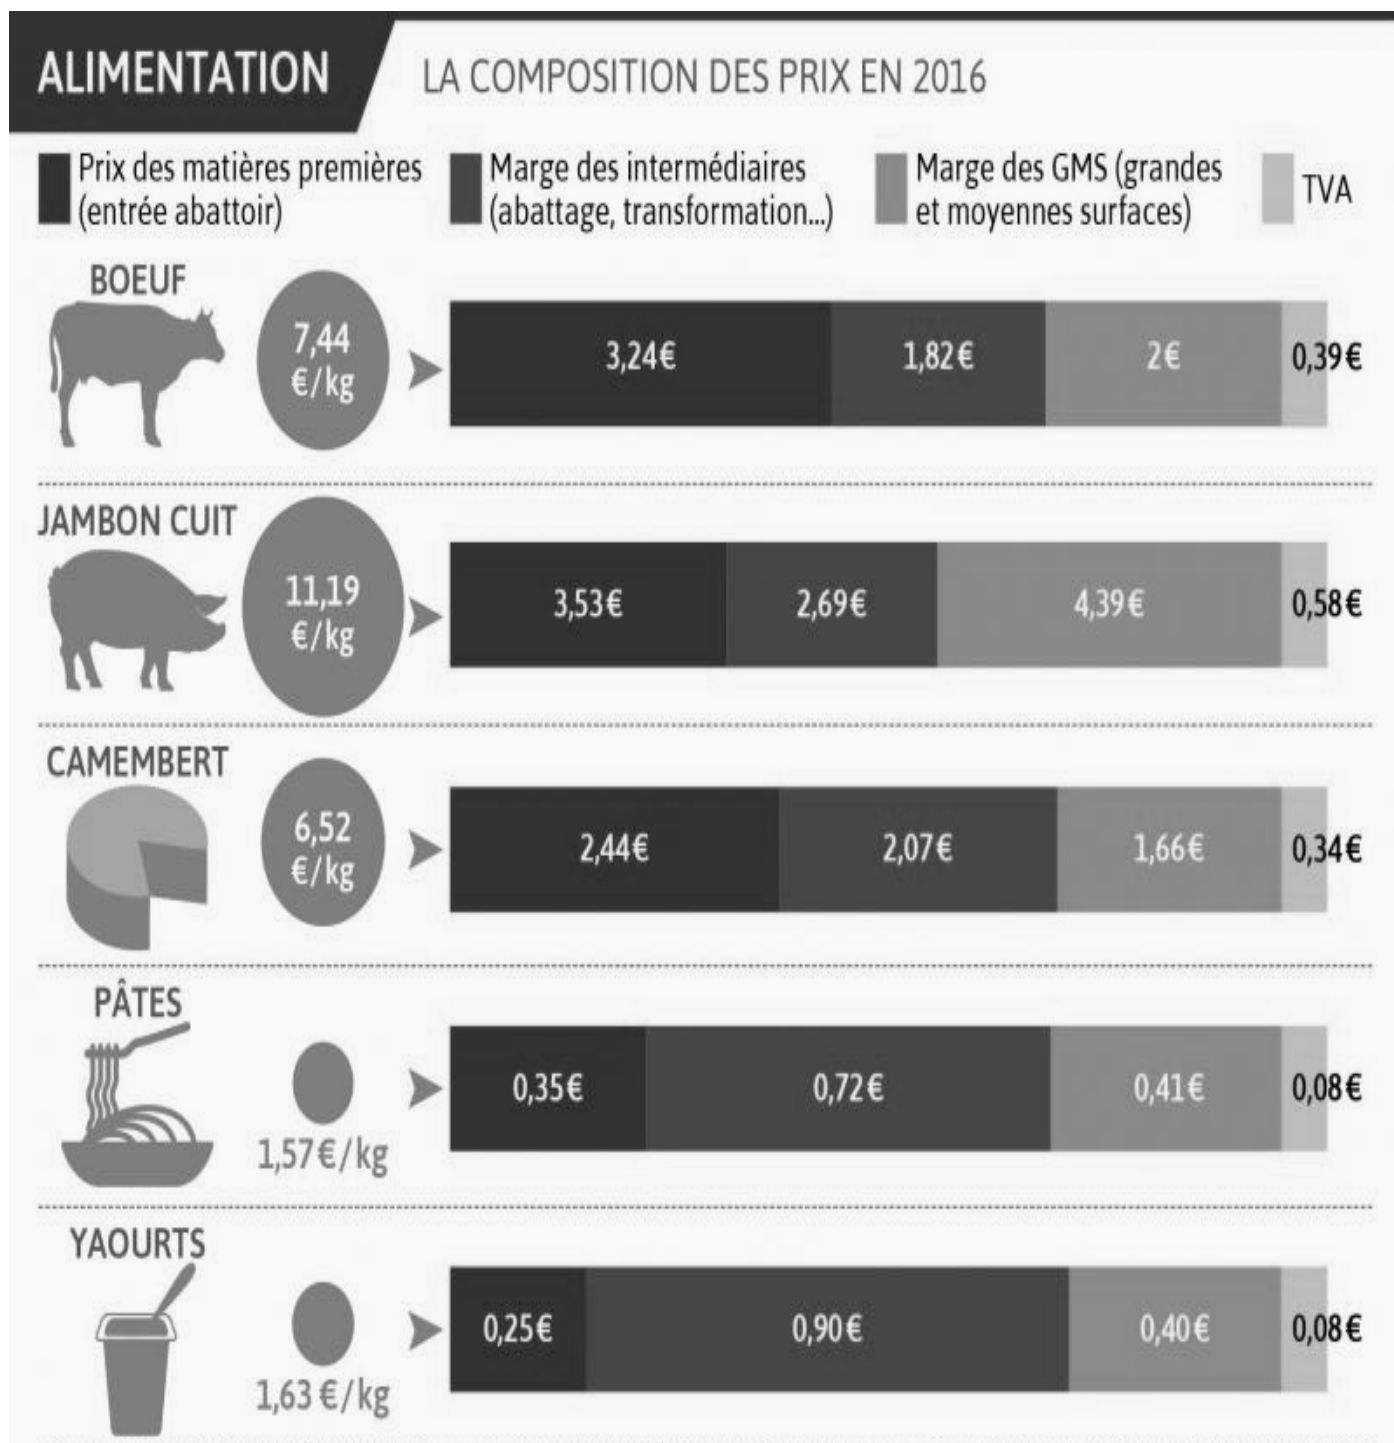 ALIMENTATION
LA COMPOSITION DES PRIX EN 2016
Prix des matières premières
(entrée abattoir)
Marge des intermédiaires
(abattage, transformation...)
Marge des GMS (grandes
et moyennes surfaces)
TVA
BOEUF
7,44
€/kg
3,24€
1,82€
2€
0,39€
JAMBON CUIT
11,19
€/kg
3,53€
2,69€
4,39€
0,58€
CAMEMBERT
6,52
€/kg
2,44€
2,07€
1,66€
0,34€
PÂTES
1,57€/kg
0,35€
0,72€
0,41€
0,08€
YAOURTS
1,63 €/kg
0,25€
0,90€
0,40€
0,08€